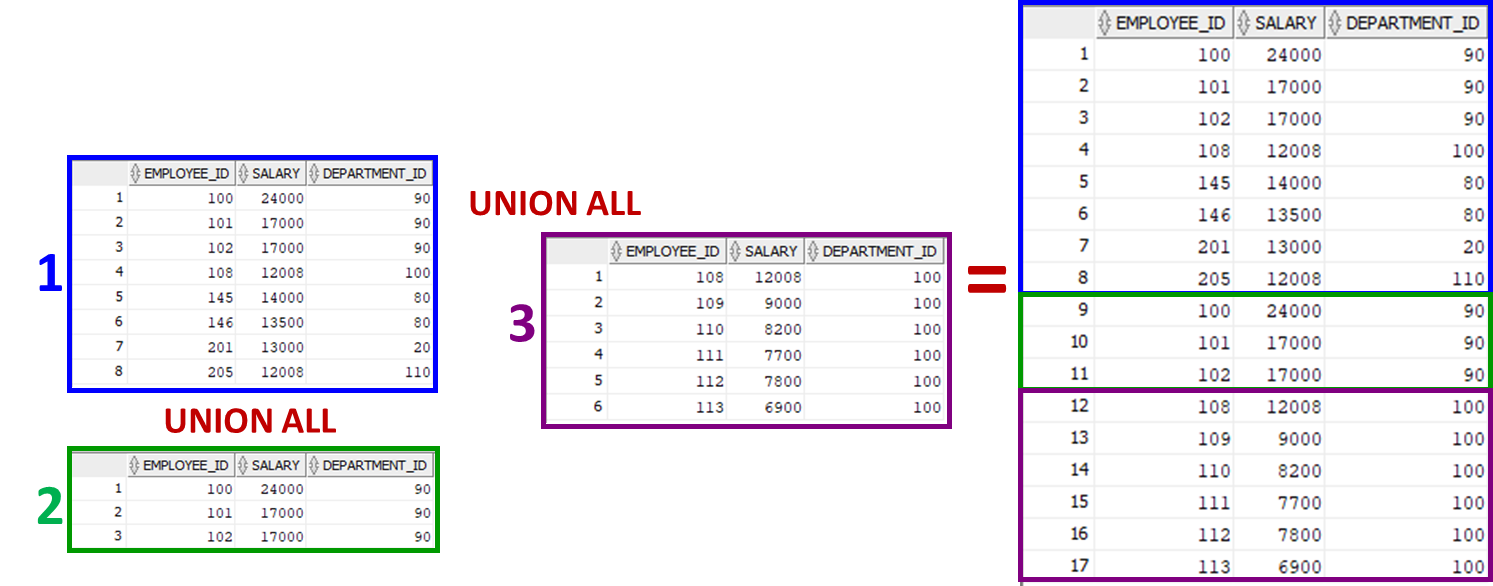 EMPLOYEE_ID SALARY DEPARTMENT_ID
1 100 24000 90
2 101 17000 90
3 102 17000 90
4 108 12008 100
5 145 14000 80
6 146 13500 80
7 201 13000 20
8 205 12008 110
1
UNION ALL
EMPLOYEE_ID SALARY DEPARTMENT_ID
1 100 24000 90
2 101 17000 90
3 102 17000 90
2
UNION ALL
EMPLOYEE_ID SALARY DEPARTMENT_ID
1 108 12008 100
2 109 9000 100
3 110 8200 100
4 111 7700 100
5 112 7800 100
6 113 6900 100
3
=
EMPLOYEE_ID SALARY DEPARTMENT_ID
1 100 24000 90
2 101 17000 90
3 102 17000 90
4 108 12008 100
5 145 14000 80
6 146 13500 80
7 201 13000 20
8 205 12008 110
9 100 24000 90
10 101 17000 90
11 102 17000 90
12 108 12008 100
13 109 9000 100
14 110 8200 100
15 111 7700 100
16 112 7800 100
17 113 6900 100